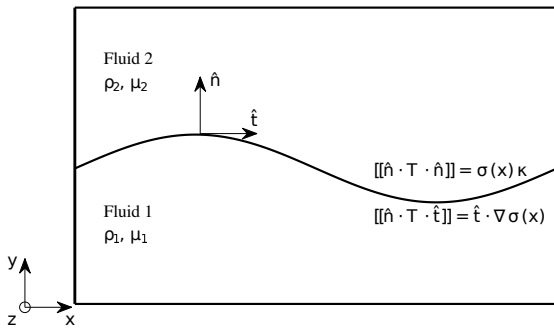 Fluid 2
ρ₂, μ₂
n̂
t̂
[[n̂ · T · n̂]] = σ(x) κ
[[n̂ · T · t̂]] = t̂ · ∇ σ(x)
Fluid 1
ρ₁, μ₁
y
z
x